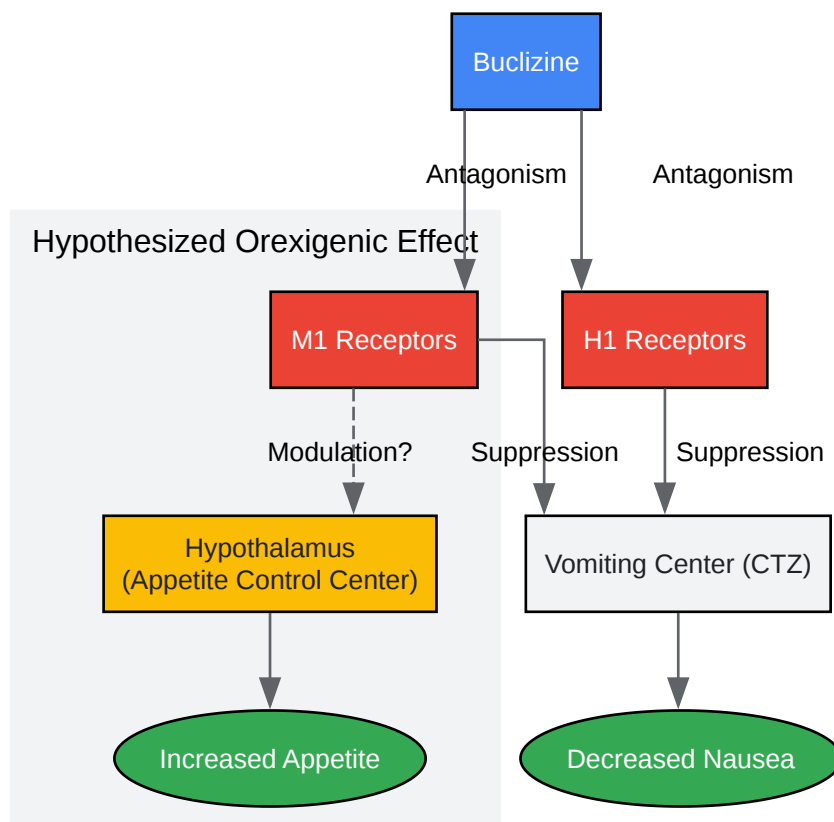 Buclizine
Antagonism
Antagonism
Hypothesized Orexigenic Effect
M1 Receptors
H1 Receptors
Modulation?
Suppression
Suppression
Hypothalamus
(Appetite Control Center)
Vomiting Center (CTZ)
Increased Appetite
Decreased Nausea